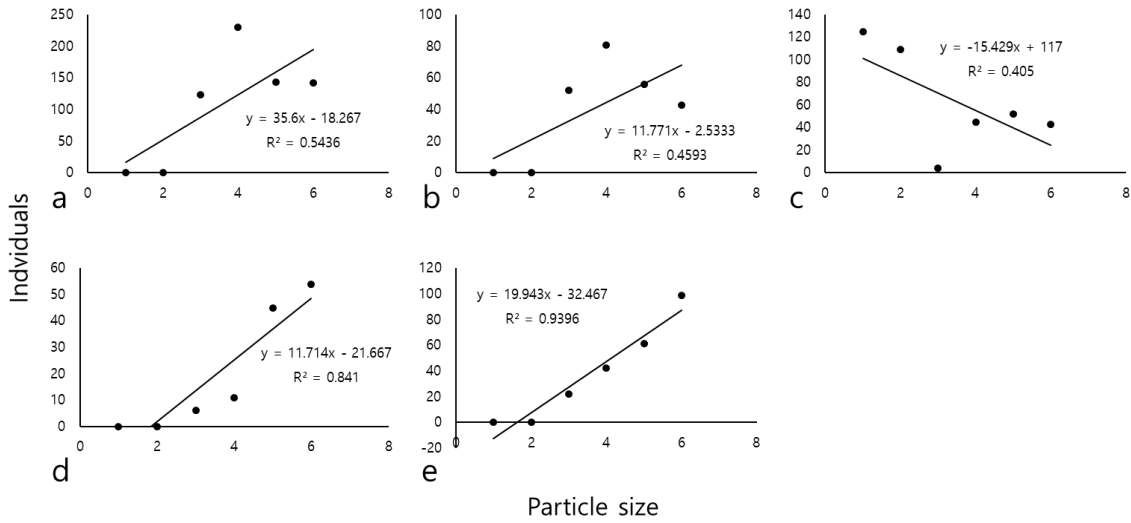 Indviduals
250
200
150
100
50
0
0 2 4 6 8
y = 35.6x - 18.267
R² = 0.5436
a
100
80
60
40
20
0
0 2 4 6 8
y = 11.771x - 2.5333
R² = 0.4593
b
140
120
100
80
60
40
20
0
0 2 4 6 8
y = -15.429x + 117
R² = 0.405
c
60
50
40
30
20
10
0
0 2 4 6 8
y = 11.714x - 21.667
R² = 0.841
d
120
100
80
60
40
20
0
-20
0 2 4 6 8
y = 19.943x - 32.467
R² = 0.9396
e
Particle size